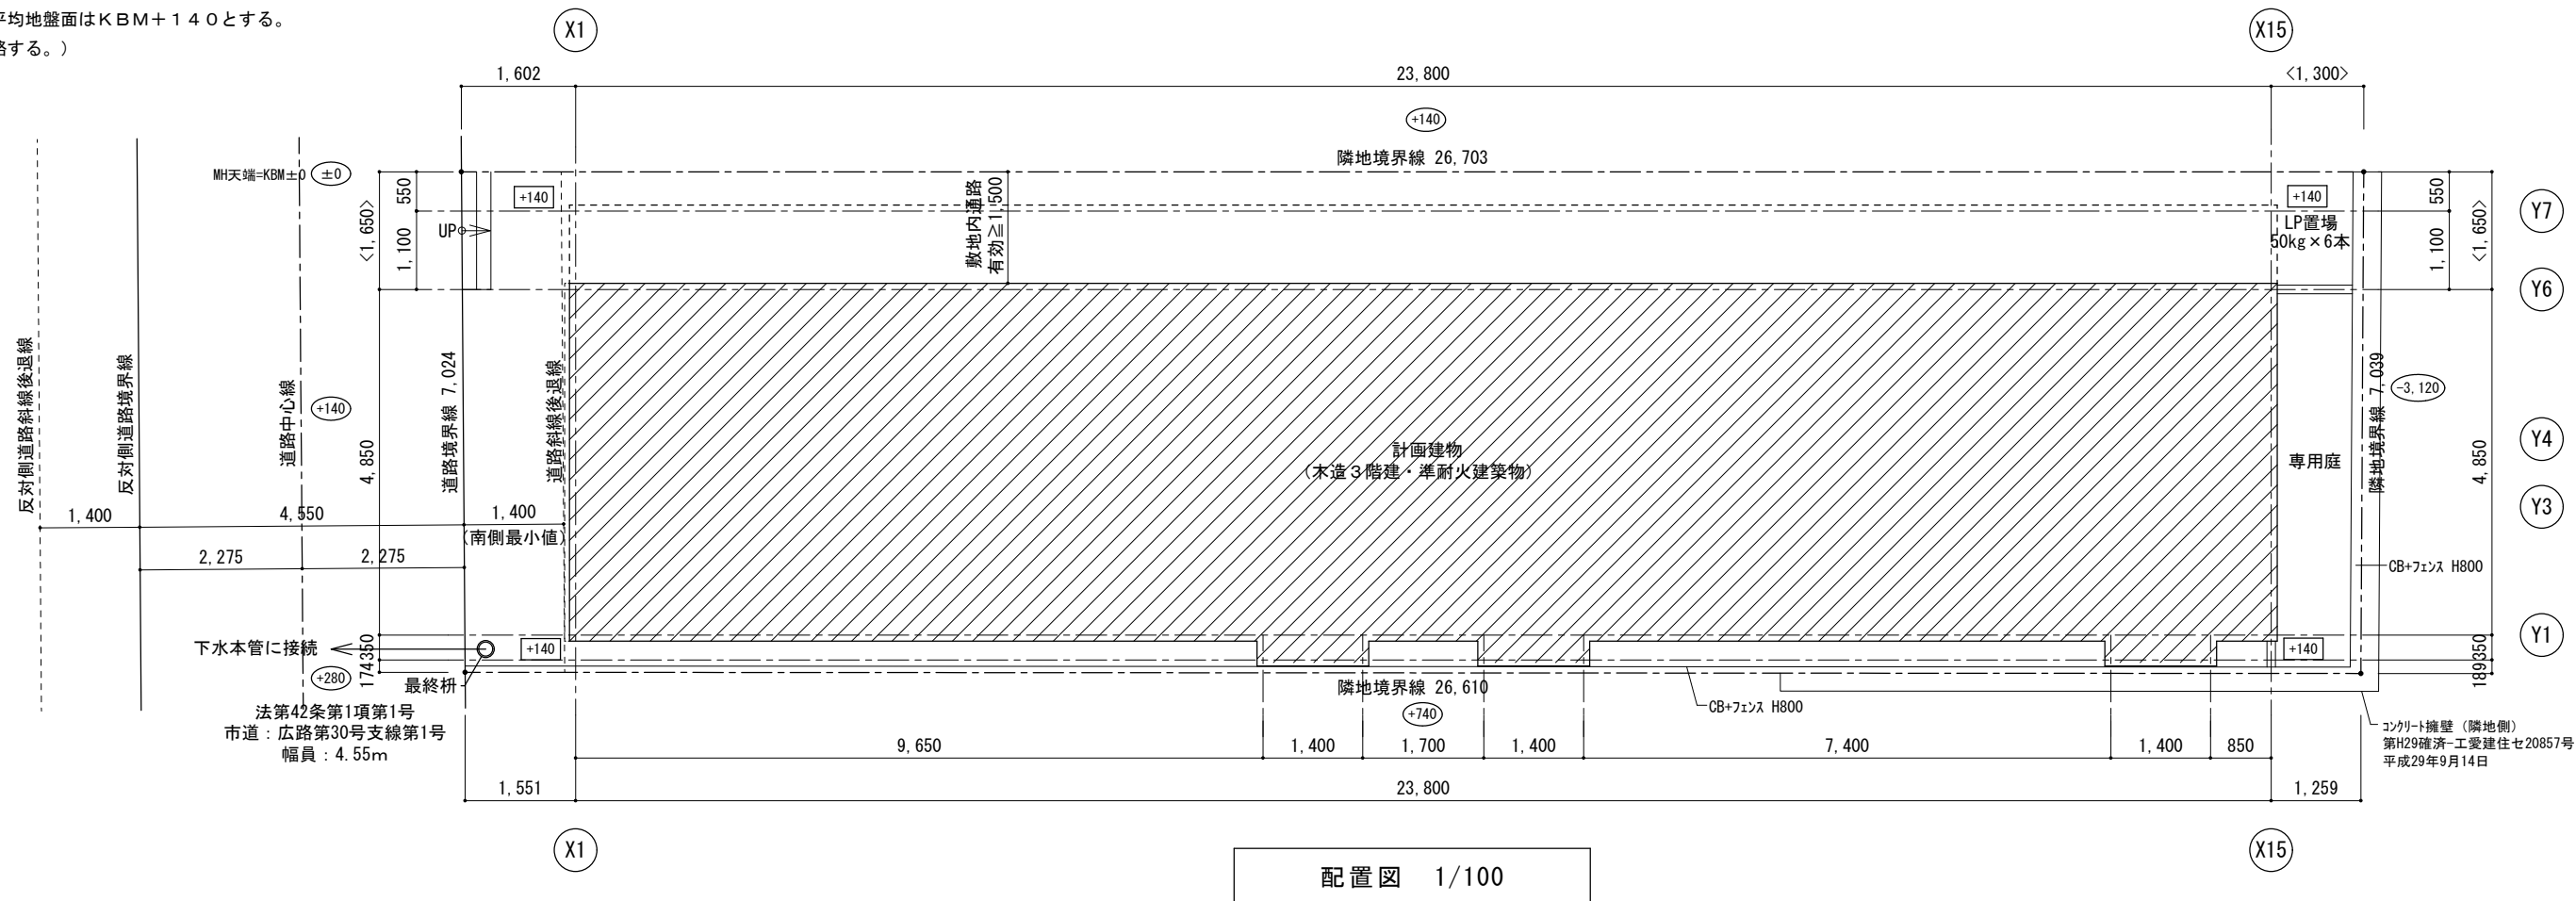 平均地盤面はKBM+140とする。
略する。)
X1
X15
1,602
23,800
<1,300>
+140
隣地境界線 26,703
MH天端=KBM±0
±0
+140
+140
LP置場
50kg×6本
UP
550
1,100
<1,650>
敷地内通路
有効≧1,500
550
1,100
<1,650>
Y7
Y6
Y4
Y3
Y1
反対側道路斜線後退線
反対側道路境界線
道路中心線
+140
4,850
道路境界線 7,024
道路斜線後退線
計画建物
(木造3階建・準耐火建築物)
専用庭
隣地境界線 7,039
-3,120
4,850
1,400
4,550
1,400
(南側最小値)
2,275
2,275
CB+フェンス H800
下水本管に接続
+140
+140
350
174
350
189
+280
最終枡
隣地境界線 26,610
+740
CB+フェンス H800
法第42条第1項第1号
市道:広路第30号支線第1号
幅員:4.55m
コンクリート擁壁(隣地側)
第H29確済-工愛建住セ20857号
平成29年9月14日
9,650
1,400
1,700
1,400
7,400
1,400
850
1,551
23,800
1,259
X1
X15
配置図 1/100